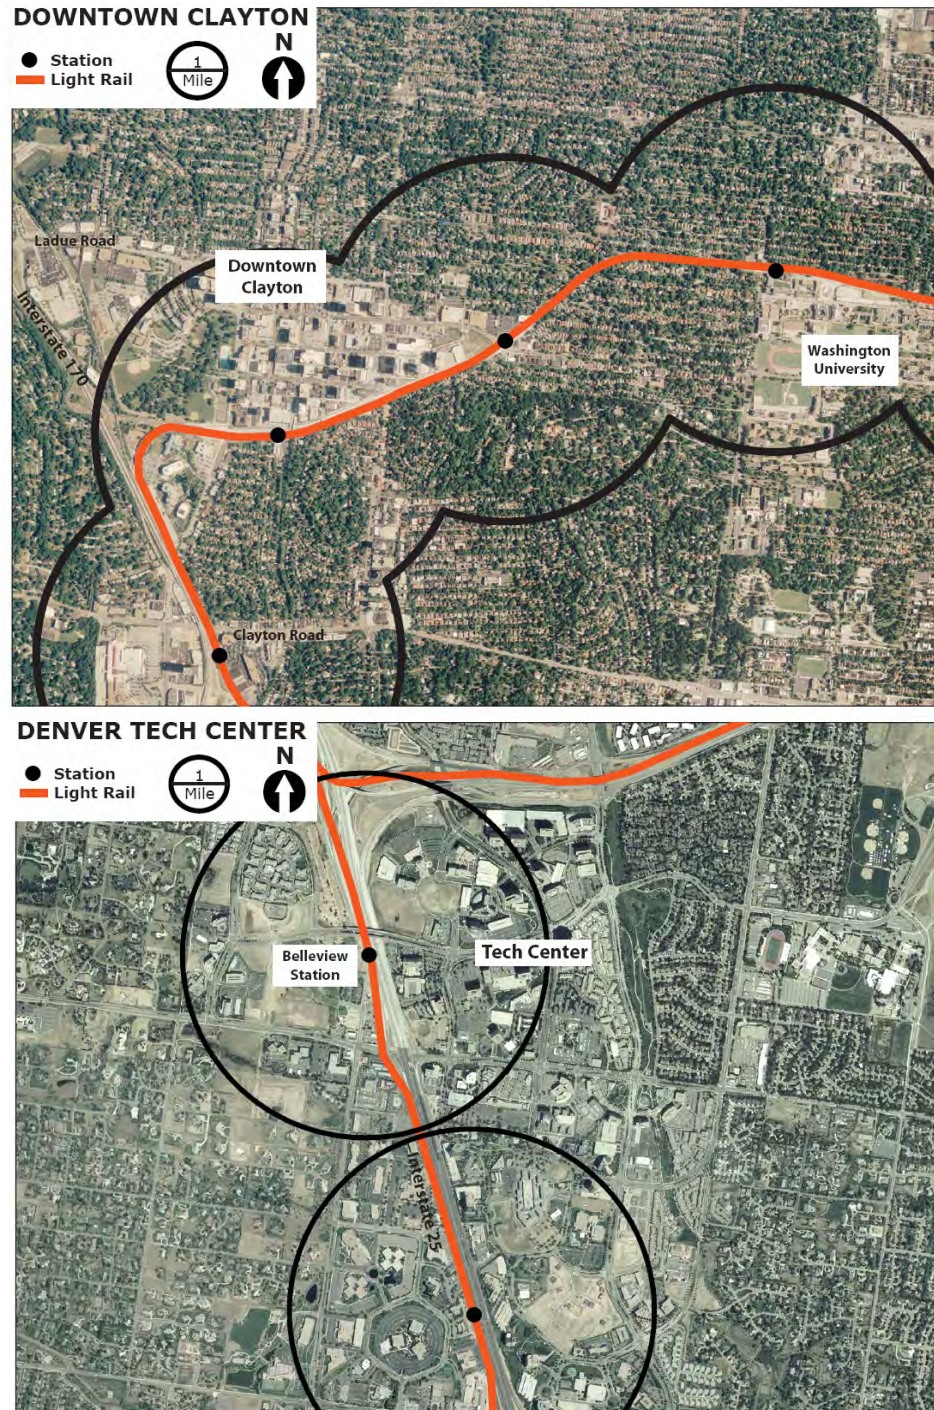 DOWNTOWN CLAYTON
Station
Light Rail
1
Mile
N
Ladue Road
Interstate 170
Downtown
Clayton
Washington
University
Clayton Road
DENVER TECH CENTER
Station
Light Rail
1
Mile
N
Belleview
Station
Tech Center
Interstate 25